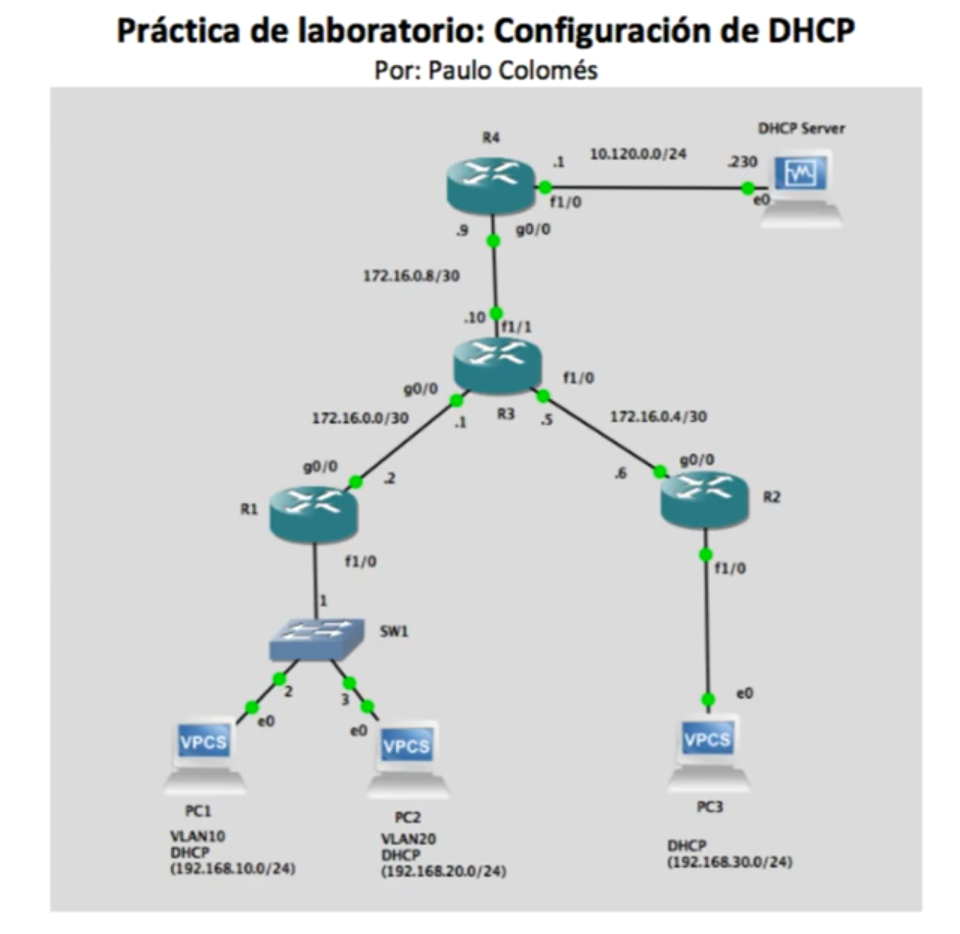 Práctica de laboratorio: Configuración de DHCP
Por: Paulo Colomés
DHCP Server
R4
.1
10.120.0.0/24
.230
f1/0
e0
.9
g0/0
172.16.0.8/30
.10
f1/1
R3
g0/0
f1/0
172.16.0.0/30
.1
.5
172.16.0.4/30
g0/0
.2
.6
g0/0
R1
R2
f1/0
f1/0
1
SW1
2
3
e0
e0
e0
VPCS
VPCS
VPCS
PC1
VLAN10
DHCP
(192.168.10.0/24)
PC2
VLAN20
DHCP
(192.168.20.0/24)
PC3
DHCP
(192.168.30.0/24)